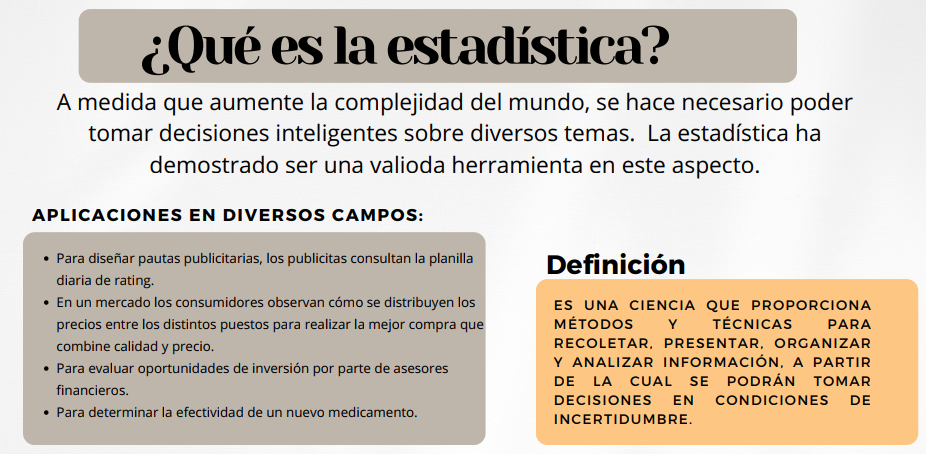 ¿Qué es la estadística?
A medida que aumente la complejidad del mundo, se hace necesario poder
tomar decisiones inteligentes sobre diversos temas.  La estadística ha
demostrado ser una valioda herramienta en este aspecto.
APLICACIONES EN DIVERSOS CAMPOS:
• Para diseñar pautas publicitarias, los publicitas consultan la planilla
diaria de rating.
• En un mercado los consumidores observan cómo se distribuyen los
precios entre los distintos puestos para realizar la mejor compra que
combine calidad y precio.
• Para evaluar oportunidades de inversión por parte de asesores
financieros.
• Para determinar la efectividad de un nuevo medicamento.
Definición
ES UNA CIENCIA QUE PROPORCIONA
MÉTODOS Y TÉCNICAS PARA
RECOLETAR, PRESENTAR, ORGANIZAR
Y ANALIZAR INFORMACIÓN, A PARTIR
DE LA CUAL SE PODRÁN TOMAR
DECISIONES EN CONDICIONES DE
INCERTIDUMBRE.